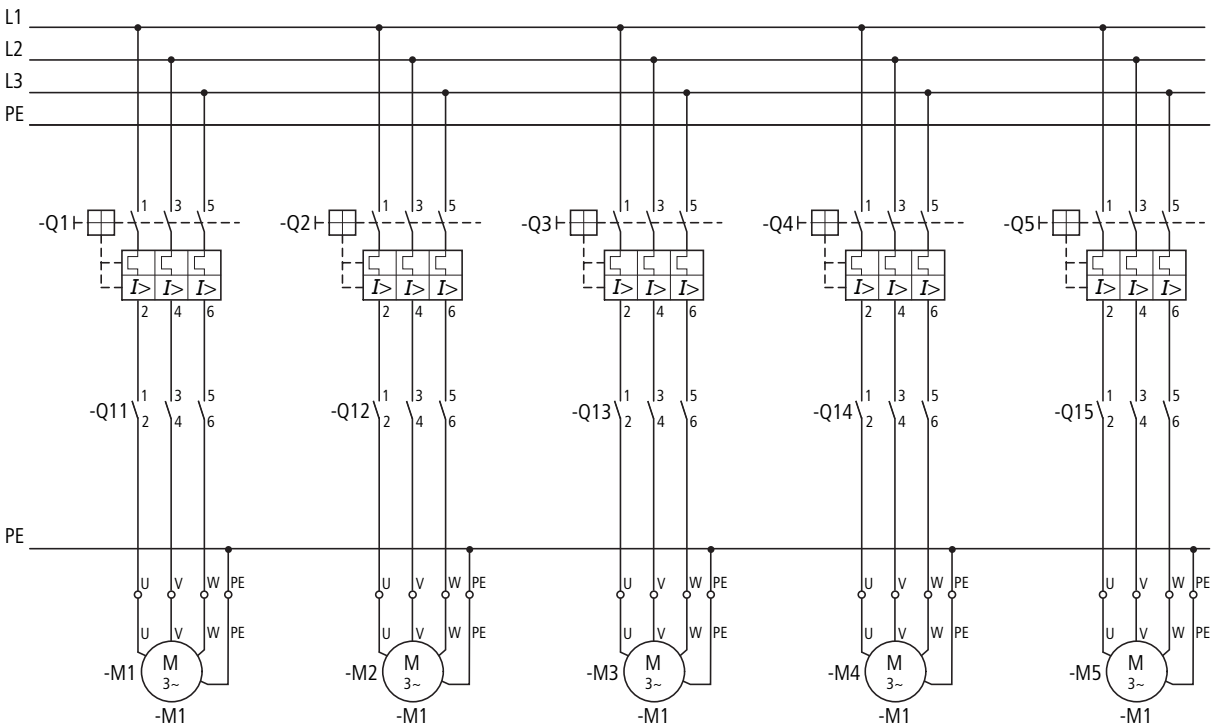 L1
L2
L3
PE
1 3 5 1 3 5 1 3 5 1 3 5 1 3 5
-Q1 -Q2 -Q3 -Q4 -Q5
I> I> I> I> I> I> I> I> I> I> I> I> I> I> I>
2 4 6 2 4 6 2 4 6 2 4 6 2 4 6
1 3 5 1 3 5 1 3 5 1 3 5 1 3 5
-Q11 -Q12 -Q13 -Q14 -Q15
2 4 6 2 4 6 2 4 6 2 4 6 2 4 6
PE
U V W PE U V W PE U V W PE U V W PE U V W PE
U V W PE U V W PE U V W PE U V W PE U V W PE
-M1 M -M2 M -M3 M -M4 M -M5 M
3~ 3~ 3~ 3~ 3~
-M1 -M1 -M1 -M1 -M1